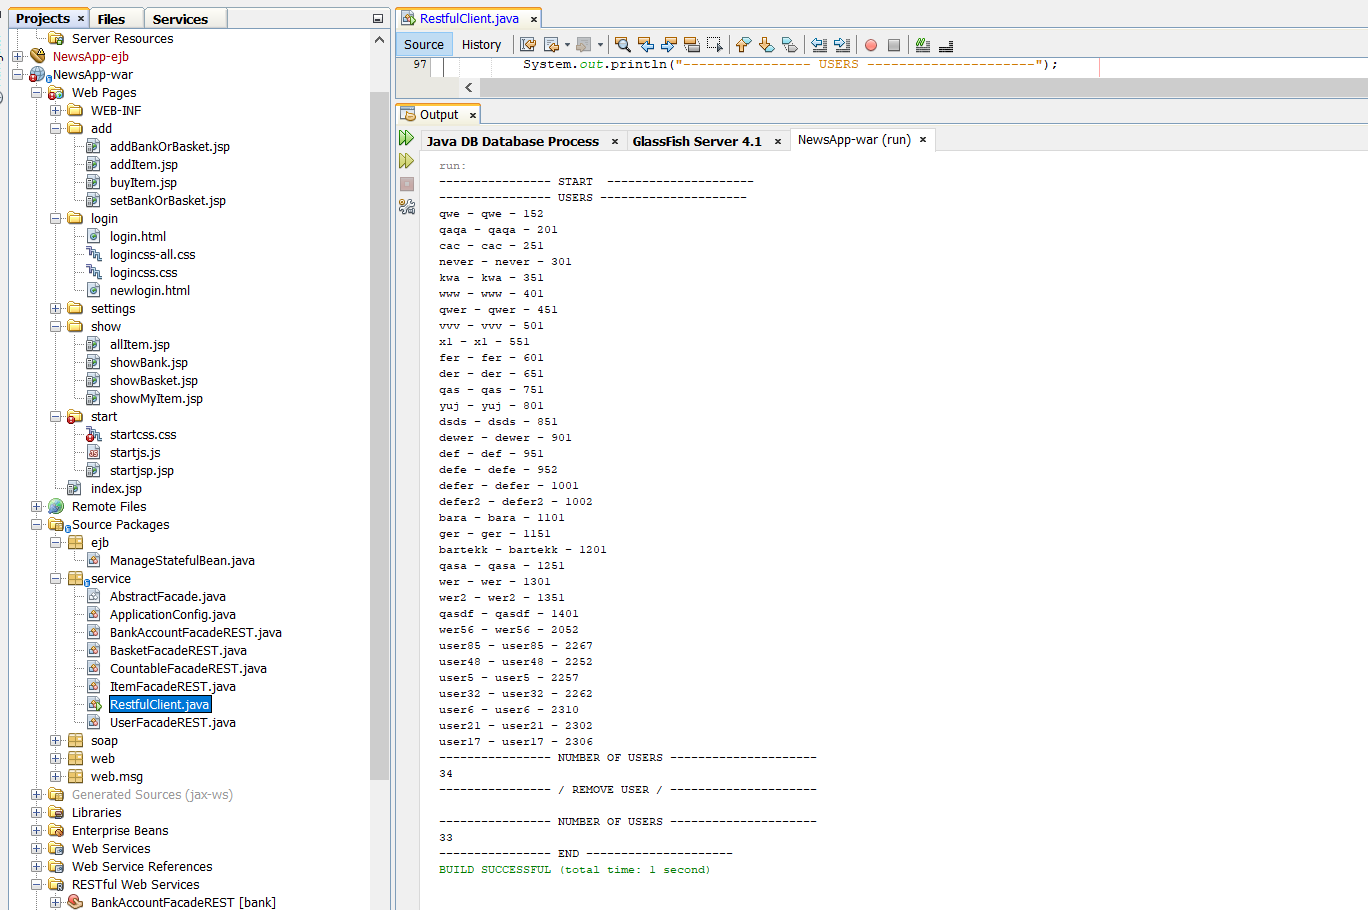 Projects ×
Files
Services
Server Resources
NewsApp-ejb
NewsApp-war
Web Pages
WEB-INF
add
addBankOrBasket.jsp
addItem.jsp
buyItem.jsp
setBankOrBasket.jsp
login
login.html
logincss-all.css
logincss.css
newlogin.html
settings
show
allItem.jsp
showBank.jsp
showBasket.jsp
showMyItem.jsp
start
startcss.css
startjs.js
startjsp.jsp
index.jsp
Remote Files
Source Packages
ejb
ManageStatefulBean.java
service
AbstractFacade.java
ApplicationConfig.java
BankAccountFacadeREST.java
BasketFacadeREST.java
CountableFacadeREST.java
ItemFacadeREST.java
RestfulClient.java
UserFacadeREST.java
soap
web
web.msg
Generated Sources (jax-ws)
Libraries
Enterprise Beans
Web Services
Web Service References
RESTful Web Services
BankAccountFacadeREST [bank]
RestfulClient.java ×
Source History
97 System.out.println("---------------- USERS ---------------------");
Output ×
Java DB Database Process ×
GlassFish Server 4.1 ×
NewsApp-war (run) ×
run:
---------------- START  ---------------------
---------------- USERS ---------------------
qwe - qwe - 152
qaqa - qaqa - 201
cac - cac - 251
never - never - 301
kwa - kwa - 351
www - www - 401
qwer - qwer - 451
vvv - vvv - 501
x1 - x1 - 551
fer - fer - 601
der - der - 651
qas - qas - 751
yuj - yuj - 801
dsds - dsds - 851
dewer - dewer - 901
def - def - 951
defe - defe - 952
defer - defer - 1001
defer2 - defer2 - 1002
bara - bara - 1101
ger - ger - 1151
bartekk - bartekk - 1201
qasa - qasa - 1251
wer - wer - 1301
wer2 - wer2 - 1351
qasdf - qasdf - 1401
wer56 - wer56 - 2052
user85 - user85 - 2267
user48 - user48 - 2252
user5 - user5 - 2257
user32 - user32 - 2262
user6 - user6 - 2310
user21 - user21 - 2302
user17 - user17 - 2306
---------------- NUMBER OF USERS ---------------------
34
---------------- / REMOVE USER / ---------------------
---------------- NUMBER OF USERS ---------------------
33
---------------- END ---------------------
BUILD SUCCESSFUL (total time: 1 second)